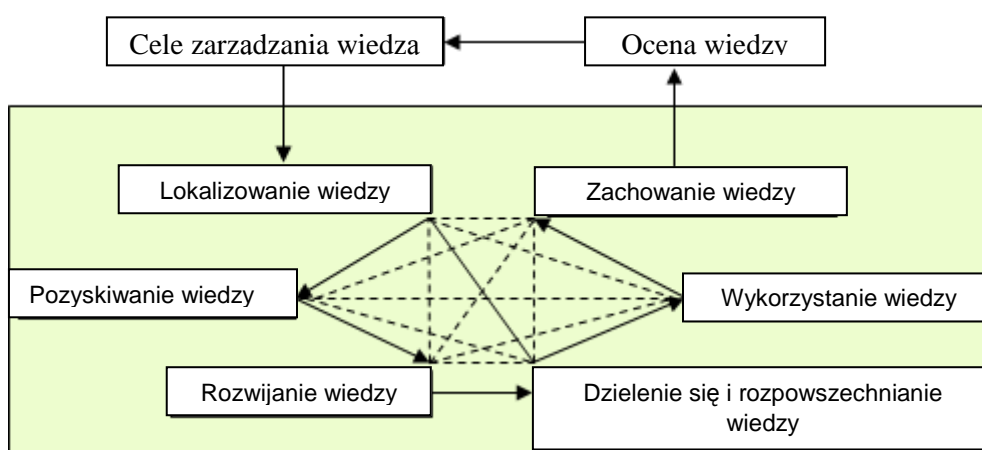 Cele zarzadzania wiedza
Ocena wiedzy
Lokalizowanie wiedzy
Zachowanie wiedzy
Pozyskiwanie wiedzy
Wykorzystanie wiedzy
Rozwijanie wiedzy
Dzielenie się i rozpowszechnianie
wiedzy